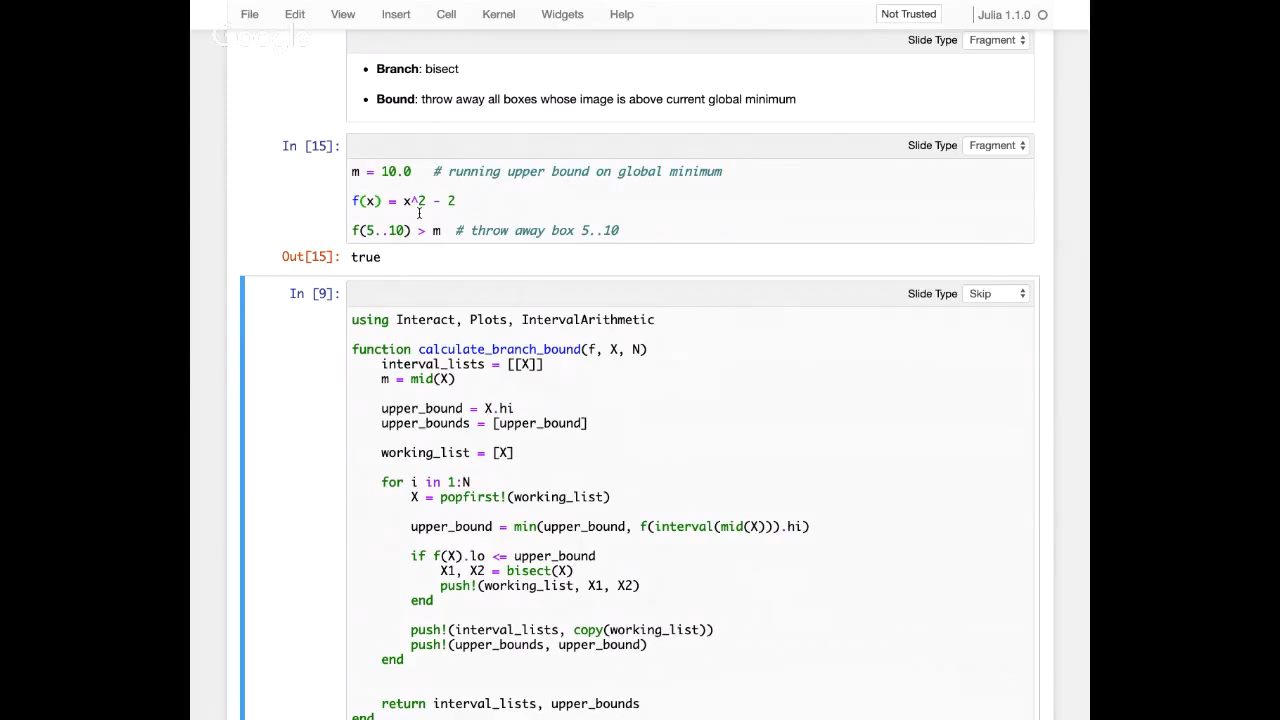 File Edit View Insert Cell Kernel Widgets Help Not Trusted Julia 1.1.0
Google
Slide Type Fragment
• Branch: bisect
• Bound: throw away all boxes whose image is above current global minimum
In [15]: Slide Type Fragment
m = 10.0 # running upper bound on global minimum
f(x) = x^2 - 2
f(5..10) > m # throw away box 5..10
Out[15]: true
In [9]: Slide Type Skip
using Interact, Plots, IntervalArithmetic
function calculate_branch_bound(f, X, N)
interval_lists = [[X]]
m = mid(X)
upper_bound = X.hi
upper_bounds = [upper_bound]
working_list = [X]
for i in 1:N
X = popfirst!(working_list)
upper_bound = min(upper_bound, f(interval(mid(X))).hi)
if f(X).lo <= upper_bound
X1, X2 = bisect(X)
push!(working_list, X1, X2)
end
push!(interval_lists, copy(working_list))
push!(upper_bounds, upper_bound)
end
return interval_lists, upper_bounds
end